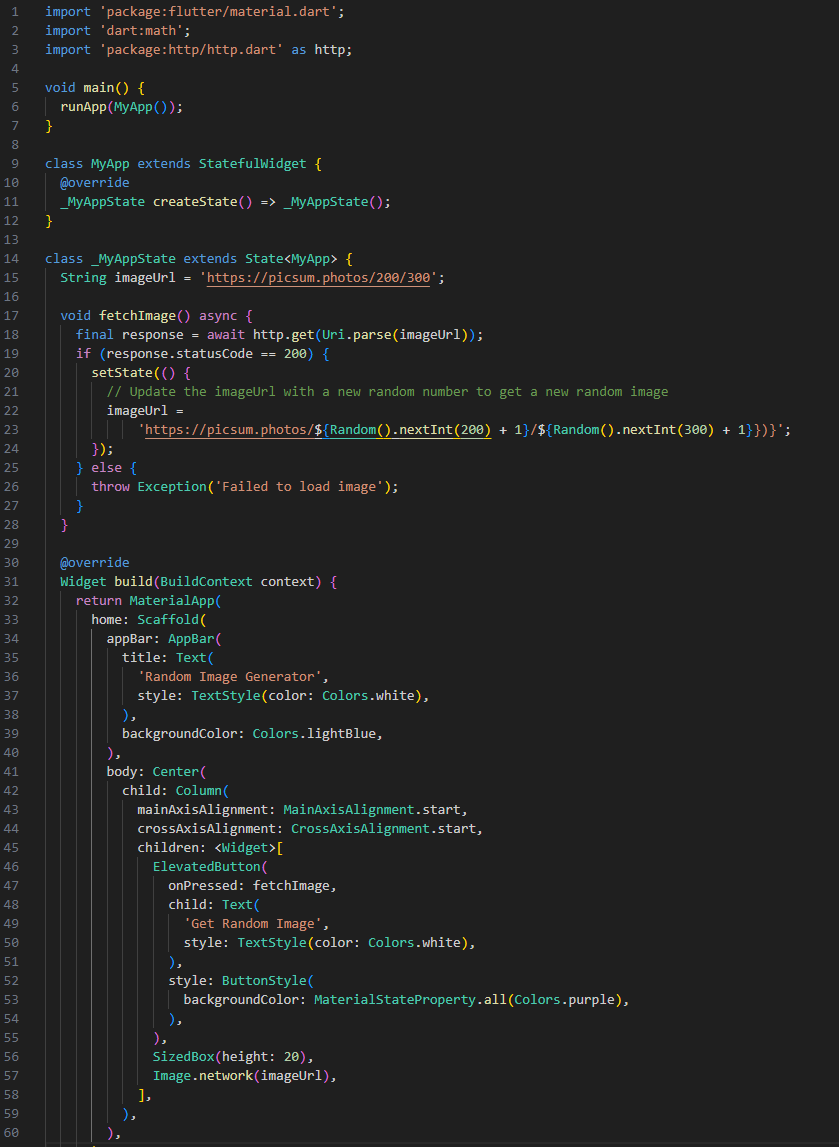 1 import 'package:flutter/material.dart';
2 import 'dart:math';
3 import 'package:http/http.dart' as http;
4
5 void main() {
6   runApp(MyApp());
7 }
8
9 class MyApp extends StatefulWidget {
10   @override
11   _MyAppState createState() => _MyAppState();
12 }
13
14 class _MyAppState extends State<MyApp> {
15   String imageUrl = 'https://picsum.photos/200/300';
16
17   void fetchImage() async {
18     final response = await http.get(Uri.parse(imageUrl));
19     if (response.statusCode == 200) {
20       setState(() {
21         // Update the imageUrl with a new random number to get a new random image
22         imageUrl =
23             'https://picsum.photos/${Random().nextInt(200) + 1}/${Random().nextInt(300) + 1}})}';
24       });
25     } else {
26       throw Exception('Failed to load image');
27     }
28   }
29
30   @override
31   Widget build(BuildContext context) {
32     return MaterialApp(
33       home: Scaffold(
34         appBar: AppBar(
35           title: Text(
36             'Random Image Generator',
37             style: TextStyle(color: Colors.white),
38           ),
39           backgroundColor: Colors.lightBlue,
40         ),
41         body: Center(
42           child: Column(
43             mainAxisAlignment: MainAxisAlignment.start,
44             crossAxisAlignment: CrossAxisAlignment.start,
45             children: <Widget>[
46               ElevatedButton(
47                 onPressed: fetchImage,
48                 child: Text(
49                   'Get Random Image',
50                   style: TextStyle(color: Colors.white),
51                 ),
52                 style: ButtonStyle(
53                   backgroundColor: MaterialStateProperty.all(Colors.purple),
54                 ),
55               ),
56               SizedBox(height: 20),
57               Image.network(imageUrl),
58             ],
59           ),
60         ),